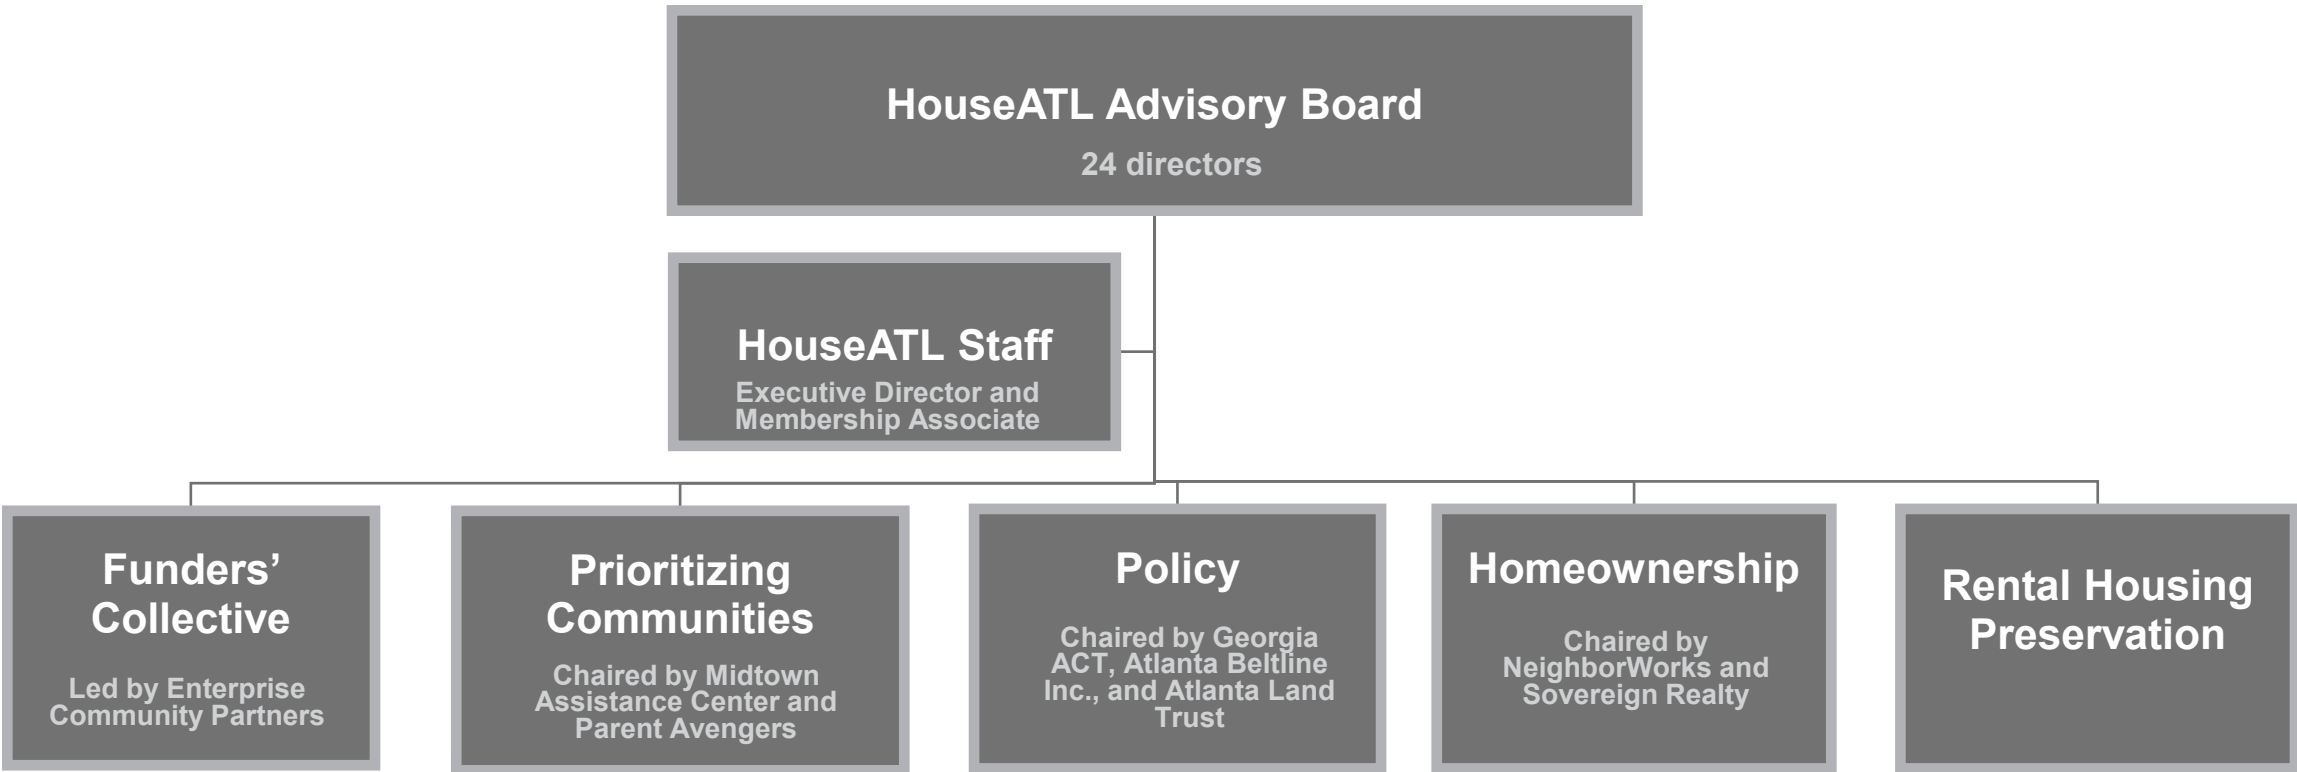 HouseATL Advisory Board
24 directors
HouseATL Staff
Executive Director and
Membership Associate
Funders’
Collective
Led by Enterprise
Community Partners
Prioritizing
Communities
Chaired by Midtown
Assistance Center and
Parent Avengers
Policy
Chaired by Georgia
ACT, Atlanta Beltline
Inc., and Atlanta Land
Trust
Homeownership
Chaired by
NeighborWorks and
Sovereign Realty
Rental Housing
Preservation